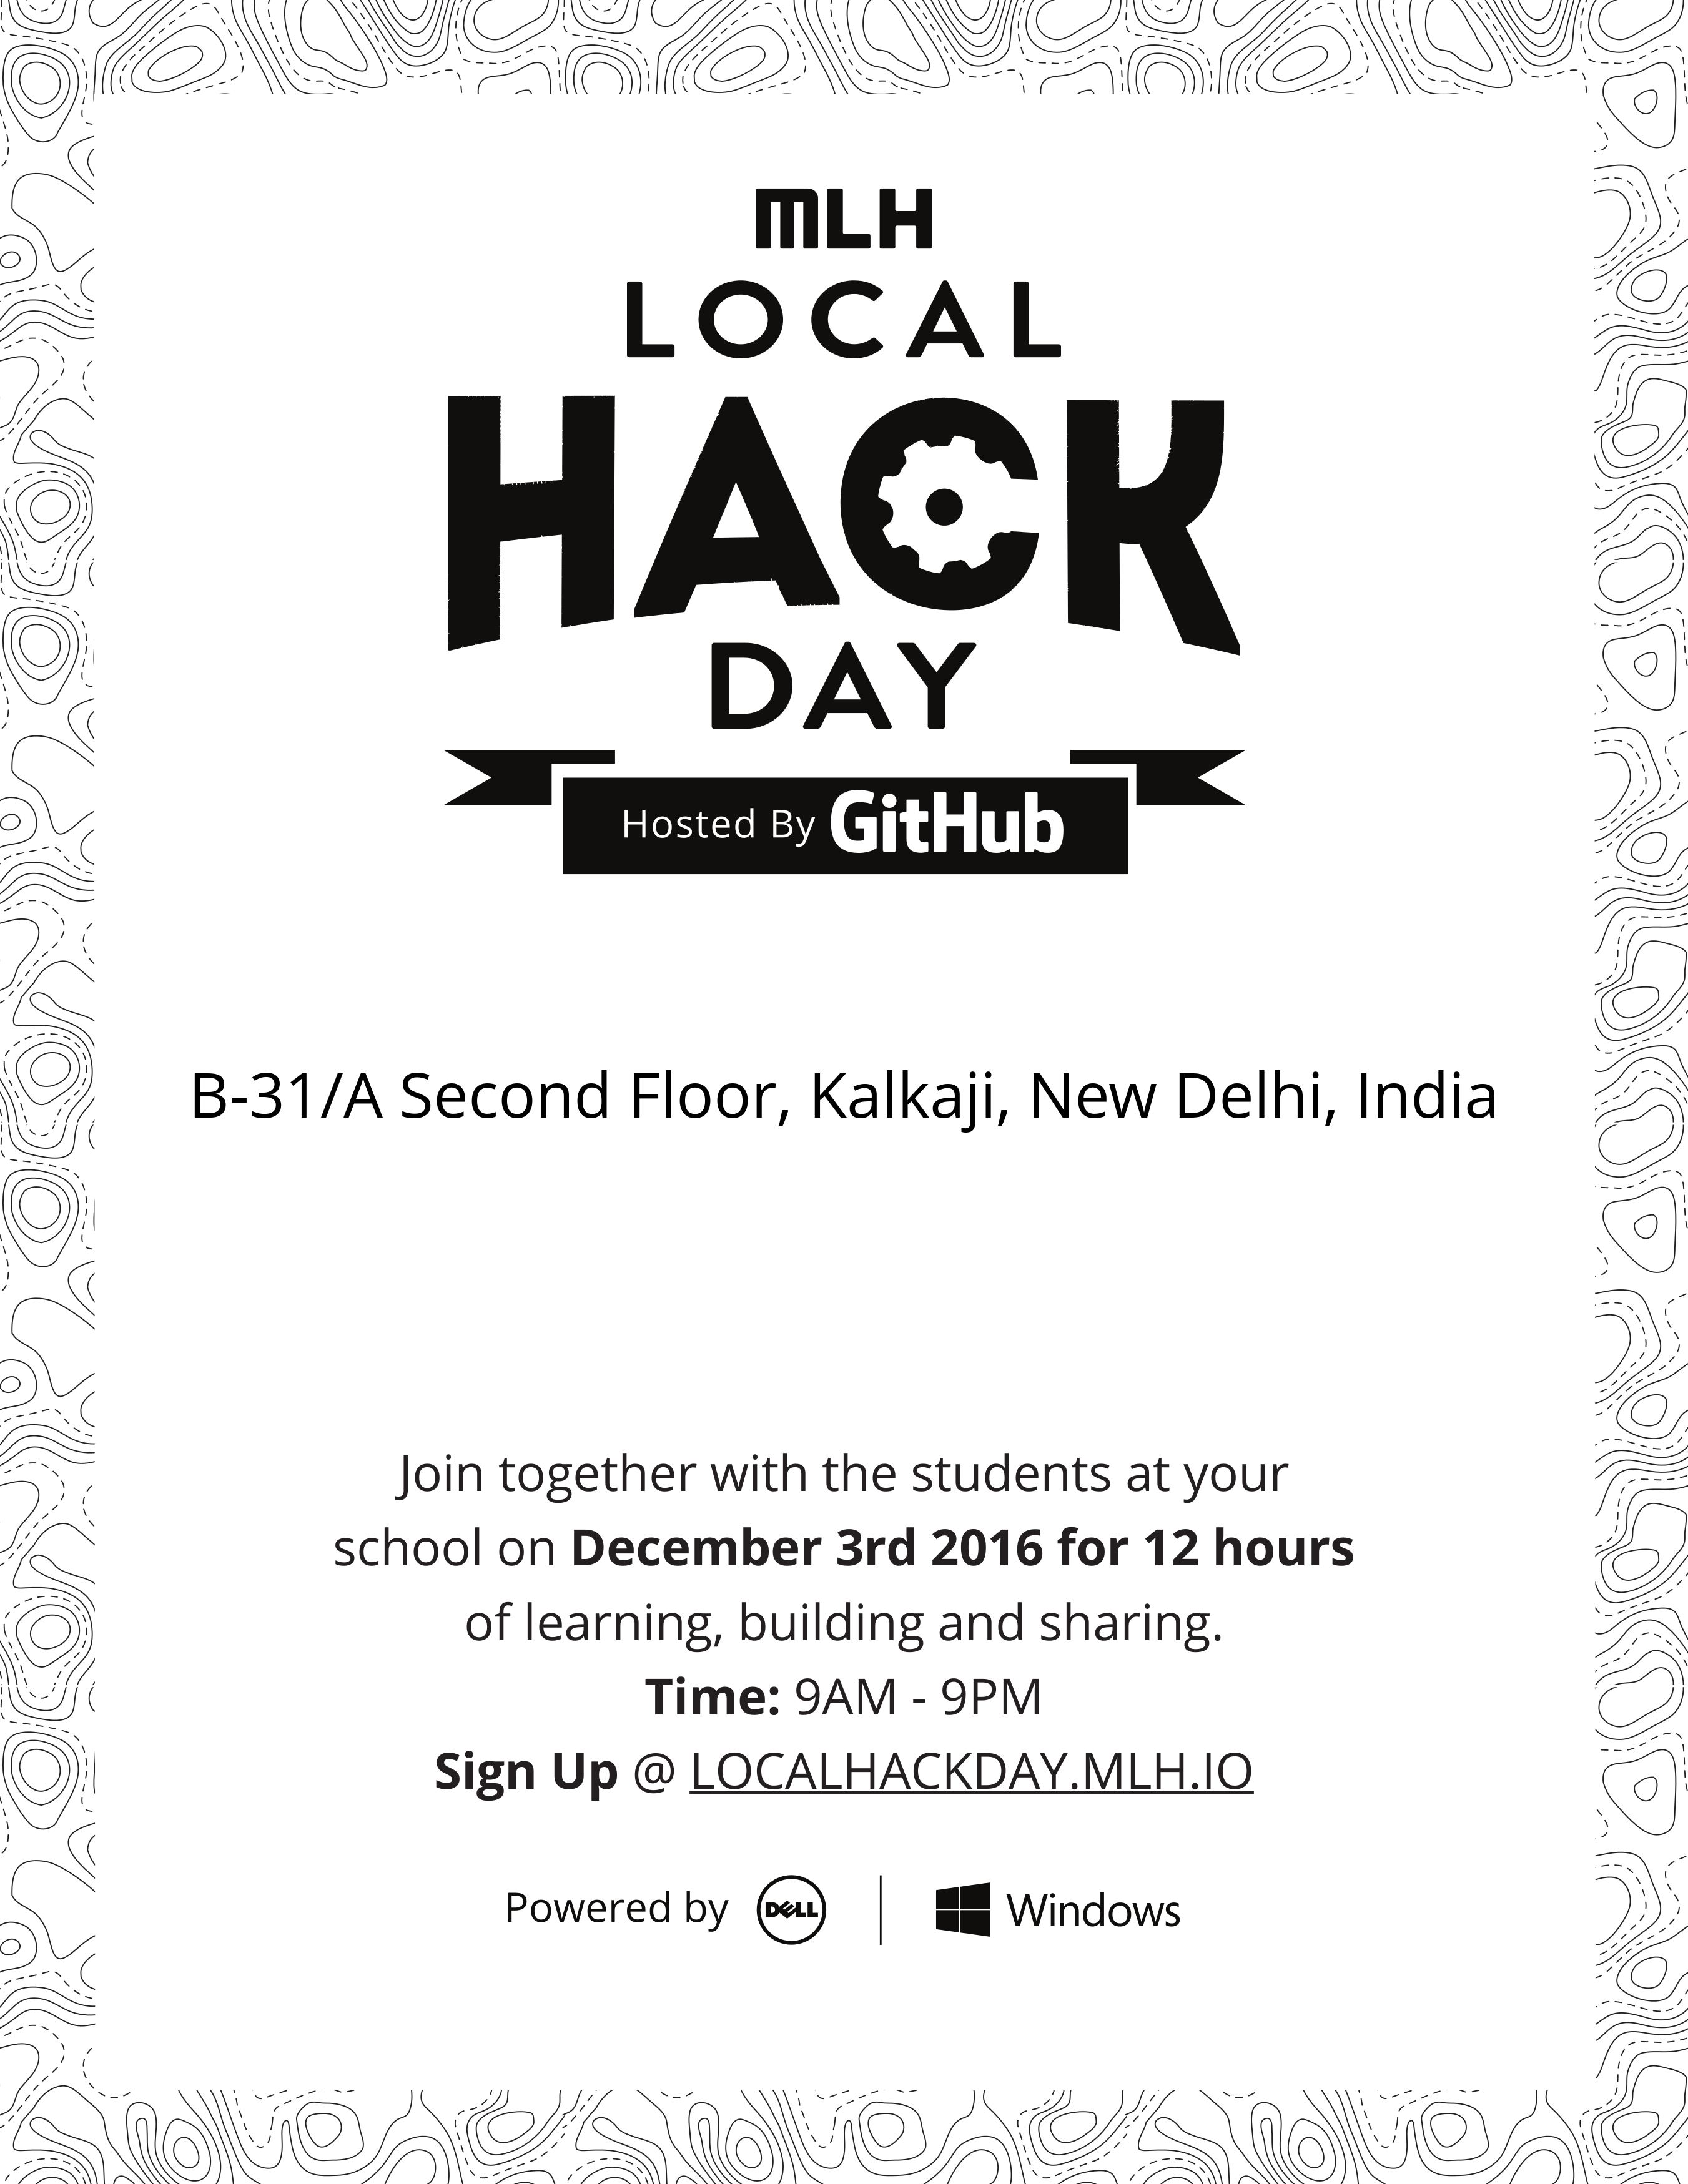 MLH
LOCAL
HACK
DAY
Hosted By GitHub
B-31/A Second Floor, Kalkaji, New Delhi, India
Join together with the students at your
school on December 3rd 2016 for 12 hours
of learning, building and sharing.
Time: 9AM - 9PM
Sign Up @ LOCALHACKDAY.MLH.IO
Powered by DELL | Windows